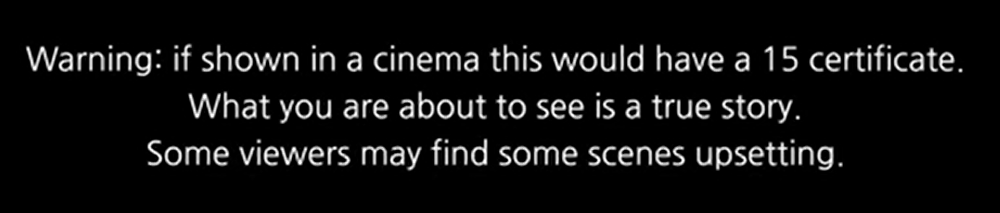 Warning: if shown in a cinema this would have a 15 certificate.
What you are about to see is a true story.
Some viewers may find some scenes upsetting.